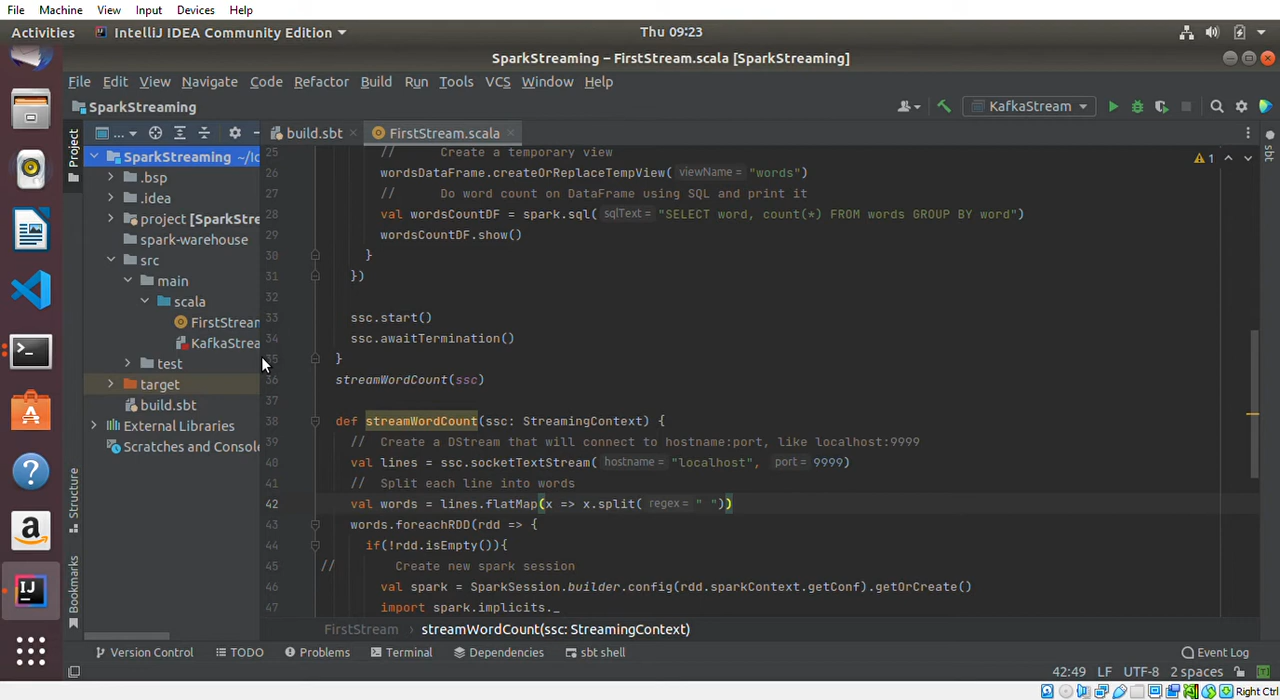 File Machine View Input Devices Help
Activities IntelliJ IDEA Community Edition Thu 09:23
SparkStreaming – FirstStream.scala [SparkStreaming]
File Edit View Navigate Code Refactor Build Run Tools VCS Window Help
SparkStreaming KafkaStream
Project ... build.sbt FirstStream.scala sbt
SparkStreaming ~/Ic
.bsp
.idea
project [SparkStre
spark-warehouse
src
main
scala
FirstStream
KafkaStrea
test
target
build.sbt
External Libraries
Scratches and Console
Structure
Bookmarks
1
25 // Create a temporary view
26 wordsDataFrame.createOrReplaceTempView( viewName = "words")
27 // Do word count on DataFrame using SQL and print it
28 val wordsCountDF = spark.sql( sqlText = "SELECT word, count(*) FROM words GROUP BY word")
29 wordsCountDF.show()
30 }
31 })
32
33 ssc.start()
34 ssc.awaitTermination()
35 }
36 streamWordCount(ssc)
37
38 def streamWordCount(ssc: StreamingContext) {
39 // Create a DStream that will connect to hostname:port, like localhost:9999
40 val lines = ssc.socketTextStream( hostname = "localhost", port = 9999)
41 // Split each line into words
42 val words = lines.flatMap(x => x.split( regex = " "))
43 words.foreachRDD(rdd => {
44 if(!rdd.isEmpty()){
45 // Create new spark session
46 val spark = SparkSession.builder.config(rdd.sparkContext.getConf).getOrCreate()
47 import spark.implicits._
FirstStream › streamWordCount(ssc: StreamingContext)
Version Control TODO Problems Terminal Dependencies sbt shell Event Log
42:49 LF UTF-8 2 spaces
Right Ctrl